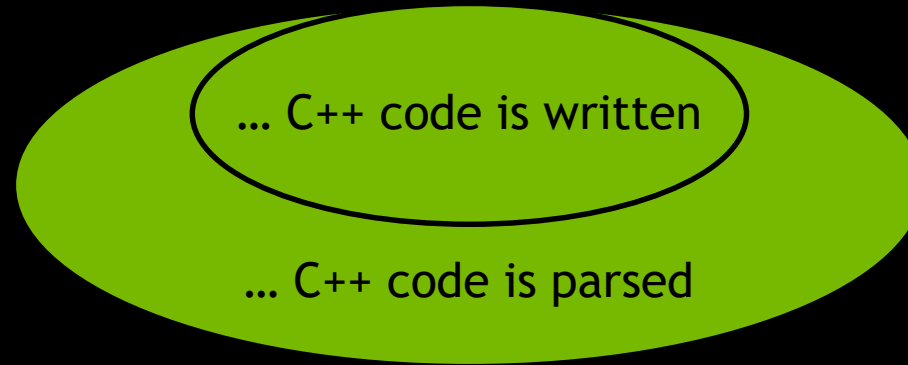 … C++ code is written
… C++ code is parsed